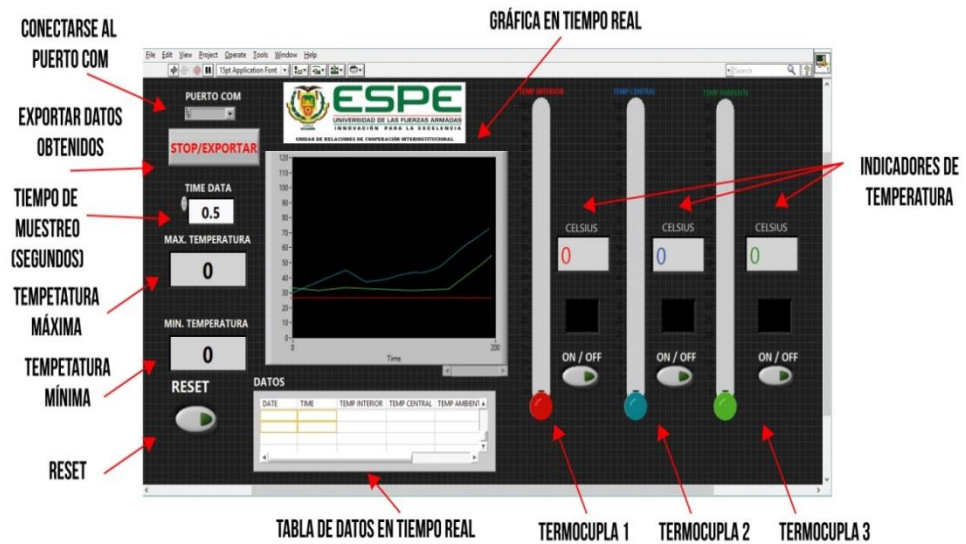 CONECTARSE AL
PUERTO COM
GRÁFICA EN TIEMPO REAL
File Edit View Project Operate Tools Window Help
15pt Application Font
Search
EXPORTAR DATOS
OBTENIDOS
TIEMPO DE
MUESTREO
(SEGUNDOS)
TEMPETATURA
MÁXIMA
TEMPETATURA
MÍNIMA
RESET
PUERTO COM
STOP/EXPORTAR
TIME DATA
0.5
MAX. TEMPERATURA
0
MIN. TEMPERATURA
0
RESET
ESPE
UNIVERSIDAD DE LAS FUERZAS ARMADAS
INNOVACIÓN PARA LA EXCELENCIA
UNIDAD DE RELACIONES DE COOPERACIÓN INTERINSTITUCIONAL
120
100
90
80
70
60
50
40
30
20
10
0
0
200
Time
DATOS
DATE TIME TEMP INTERIOR TEMP CENTRAL TEMP AMBIENT
TEMP INTERIOR
TEMP CENTRAL
TEMP AMBIENTE
CELSIUS
0
CELSIUS
0
CELSIUS
0
ON / OFF
ON / OFF
ON / OFF
INDICADORES DE
TEMPERATURA
TABLA DE DATOS EN TIEMPO REAL
TERMOCUPLA 1
TERMOCUPLA 2
TERMOCUPLA 3